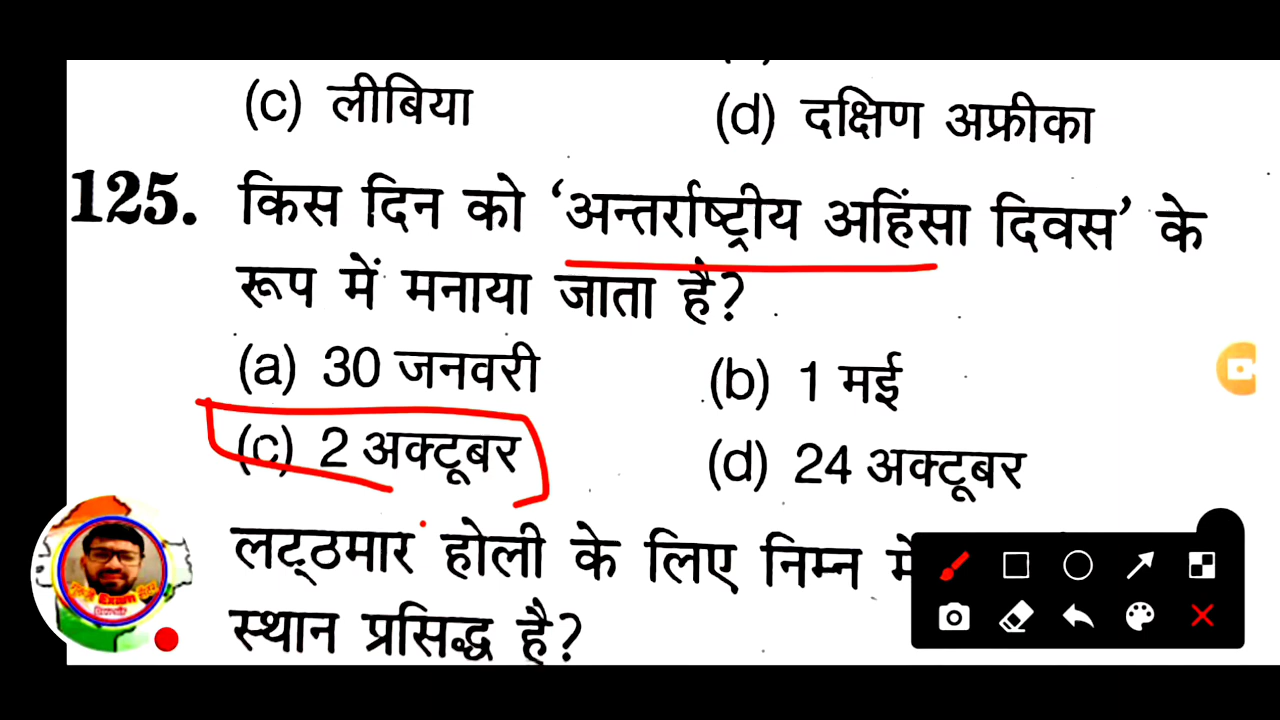 (c) लीबिया (d) दक्षिण अफ्रीका
125. किस दिन को ‘अन्तर्राष्ट्रीय अहिंसा दिवस’ के
रूप में मनाया जाता है?
(a) 30 जनवरी (b) 1 मई
(c) 2 अक्टूबर (d) 24 अक्टूबर
लट्ठमार होली के लिए निम्न में
स्थान प्रसिद्ध है?
Exam